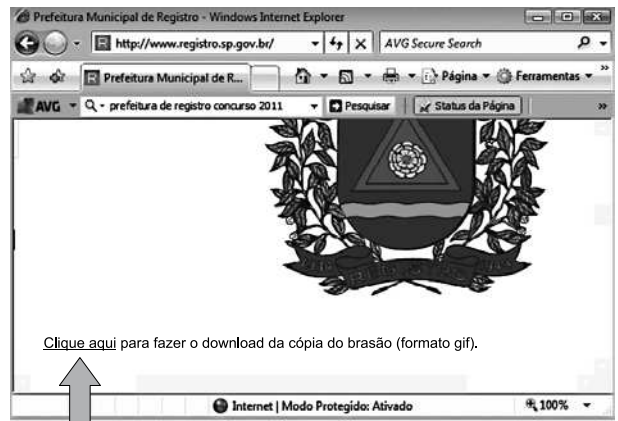 Prefeitura Municipal de Registro - Windows Internet Explorer
http://www.registro.sp.gov.br/ AVG Secure Search
Prefeitura Municipal de R... Página Ferramentas »
AVG prefeitura de registro concurso 2011 Pesquisar Status da Página »
Clique aqui para fazer o download da cópia do brasão (formato gif).
Internet | Modo Protegido: Ativado 100%